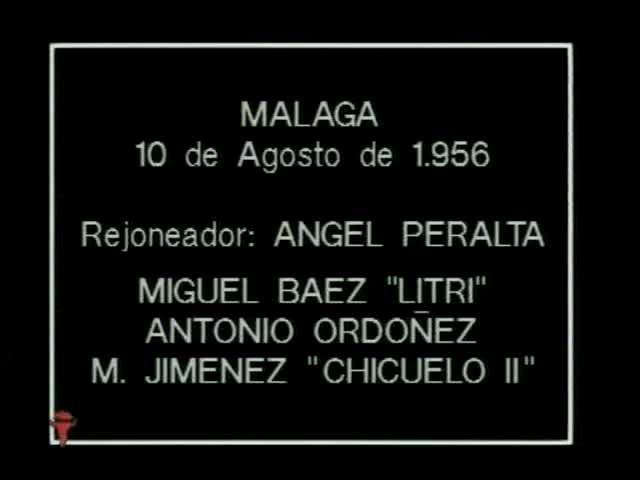 MALAGA
10 de Agosto de 1.956
Rejoneador: ANGEL PERALTA
MIGUEL BAEZ "LITRI"
ANTONIO ORDOÑEZ
M. JIMENEZ "CHICUELO II"